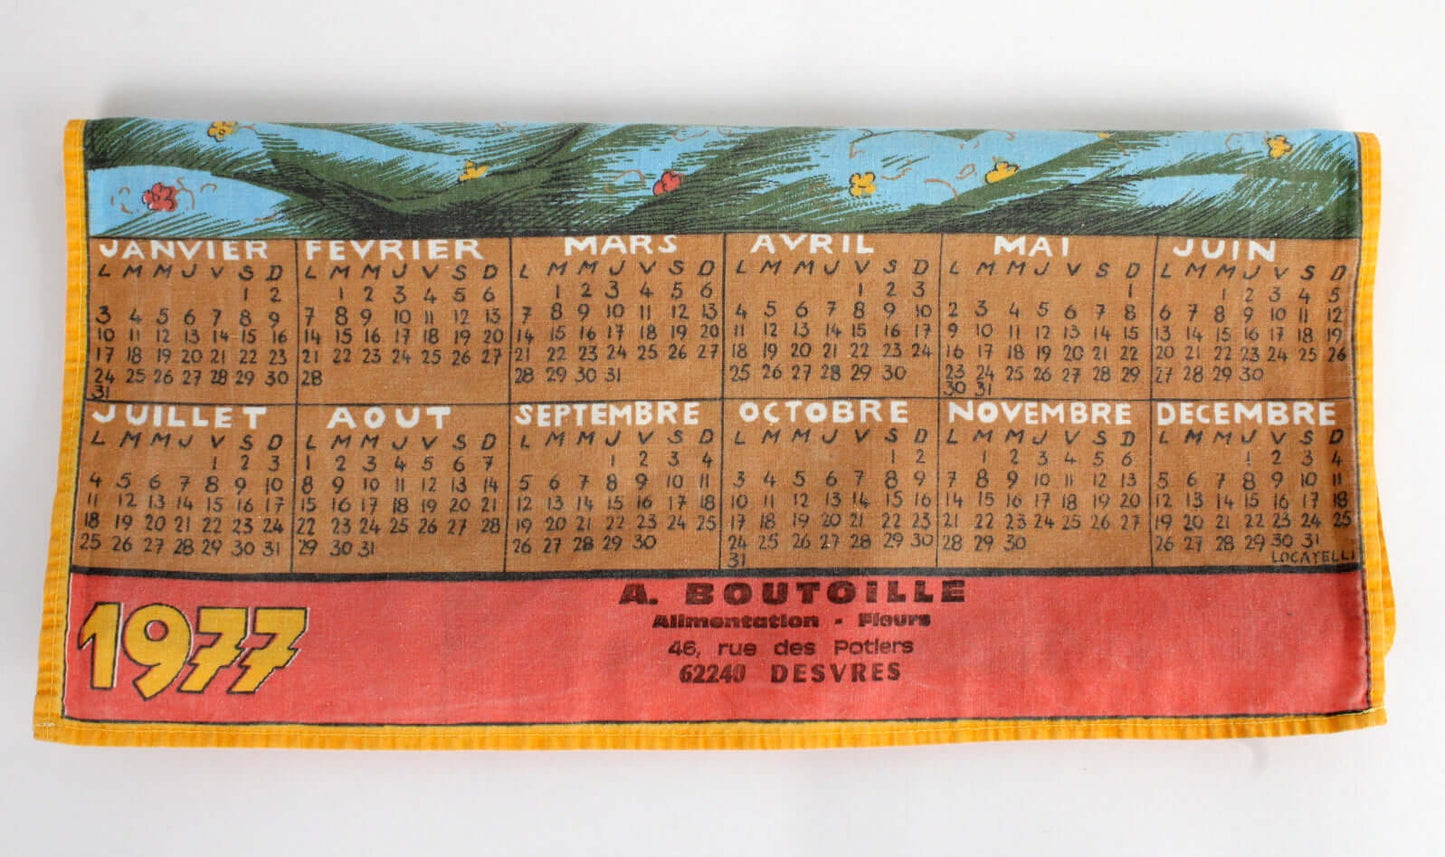 JANVIER
L M M J V S D
1 2
3 4 5 6 7 8 9
10 11 12 13 14 15 16
17 18 19 20 21 22 23
24 25 26 27 28 29 30
31
FEVRIER
L M M J V S D
1 2 3 4 5 6
7 8 9 10 11 12 13
14 15 16 17 18 19 20
21 22 23 24 25 26 27
28
MARS
L M M J V S D
1 2 3 4 5 6
7 8 9 10 11 12 13
14 15 16 17 18 19 20
21 22 23 24 25 26 27
28 29 30 31
AVRIL
L M M J V S D
1 2 3
4 5 6 7 8 9 10
11 12 13 14 15 16 17
18 19 20 21 22 23 24
25 26 27 28 29 30
MAI
L M M J V S D
1
2 3 4 5 6 7 8
9 10 11 12 13 14 15
16 17 18 19 20 21 22
23 24 25 26 27 28 29
30 31
JUIN
L M M J V S D
1 2 3 4 5
6 7 8 9 10 11 12
13 14 15 16 17 18 19
20 21 22 23 24 25 26
27 28 29 30
JUILLET
L M M J V S D
1 2 3
4 5 6 7 8 9 10
11 12 13 14 15 16 17
18 19 20 21 22 23 24
25 26 27 28 29 30 31
AOUT
L M M J V S D
1 2 3 4 5 6 7
8 9 10 11 12 13 14
15 16 17 18 19 20 21
22 23 24 25 26 27 28
29 30 31
SEPTEMBRE
L M M J V S D
1 2 3 4
5 6 7 8 9 10 11
12 13 14 15 16 17 18
19 20 21 22 23 24 25
26 27 28 29 30
OCTOBRE
L M M J V S D
1 2
3 4 5 6 7 8 9
10 11 12 13 14 15 16
17 18 19 20 21 22 23
24 25 26 27 28 29 30
31
NOVEMBRE
L M M J V S D
1 2 3 4 5 6
7 8 9 10 11 12 13
14 15 16 17 18 19 20
21 22 23 24 25 26 27
28 29 30
DECEMBRE
L M M J V S D
1 2 3 4
5 6 7 8 9 10 11
12 13 14 15 16 17 18
19 20 21 22 23 24 25
26 27 28 29 30 31
LOCATELLI
1977
A. BOUTOILLE
Alimentation - Fleurs
46, rue des Potiers
62240 DESVRES